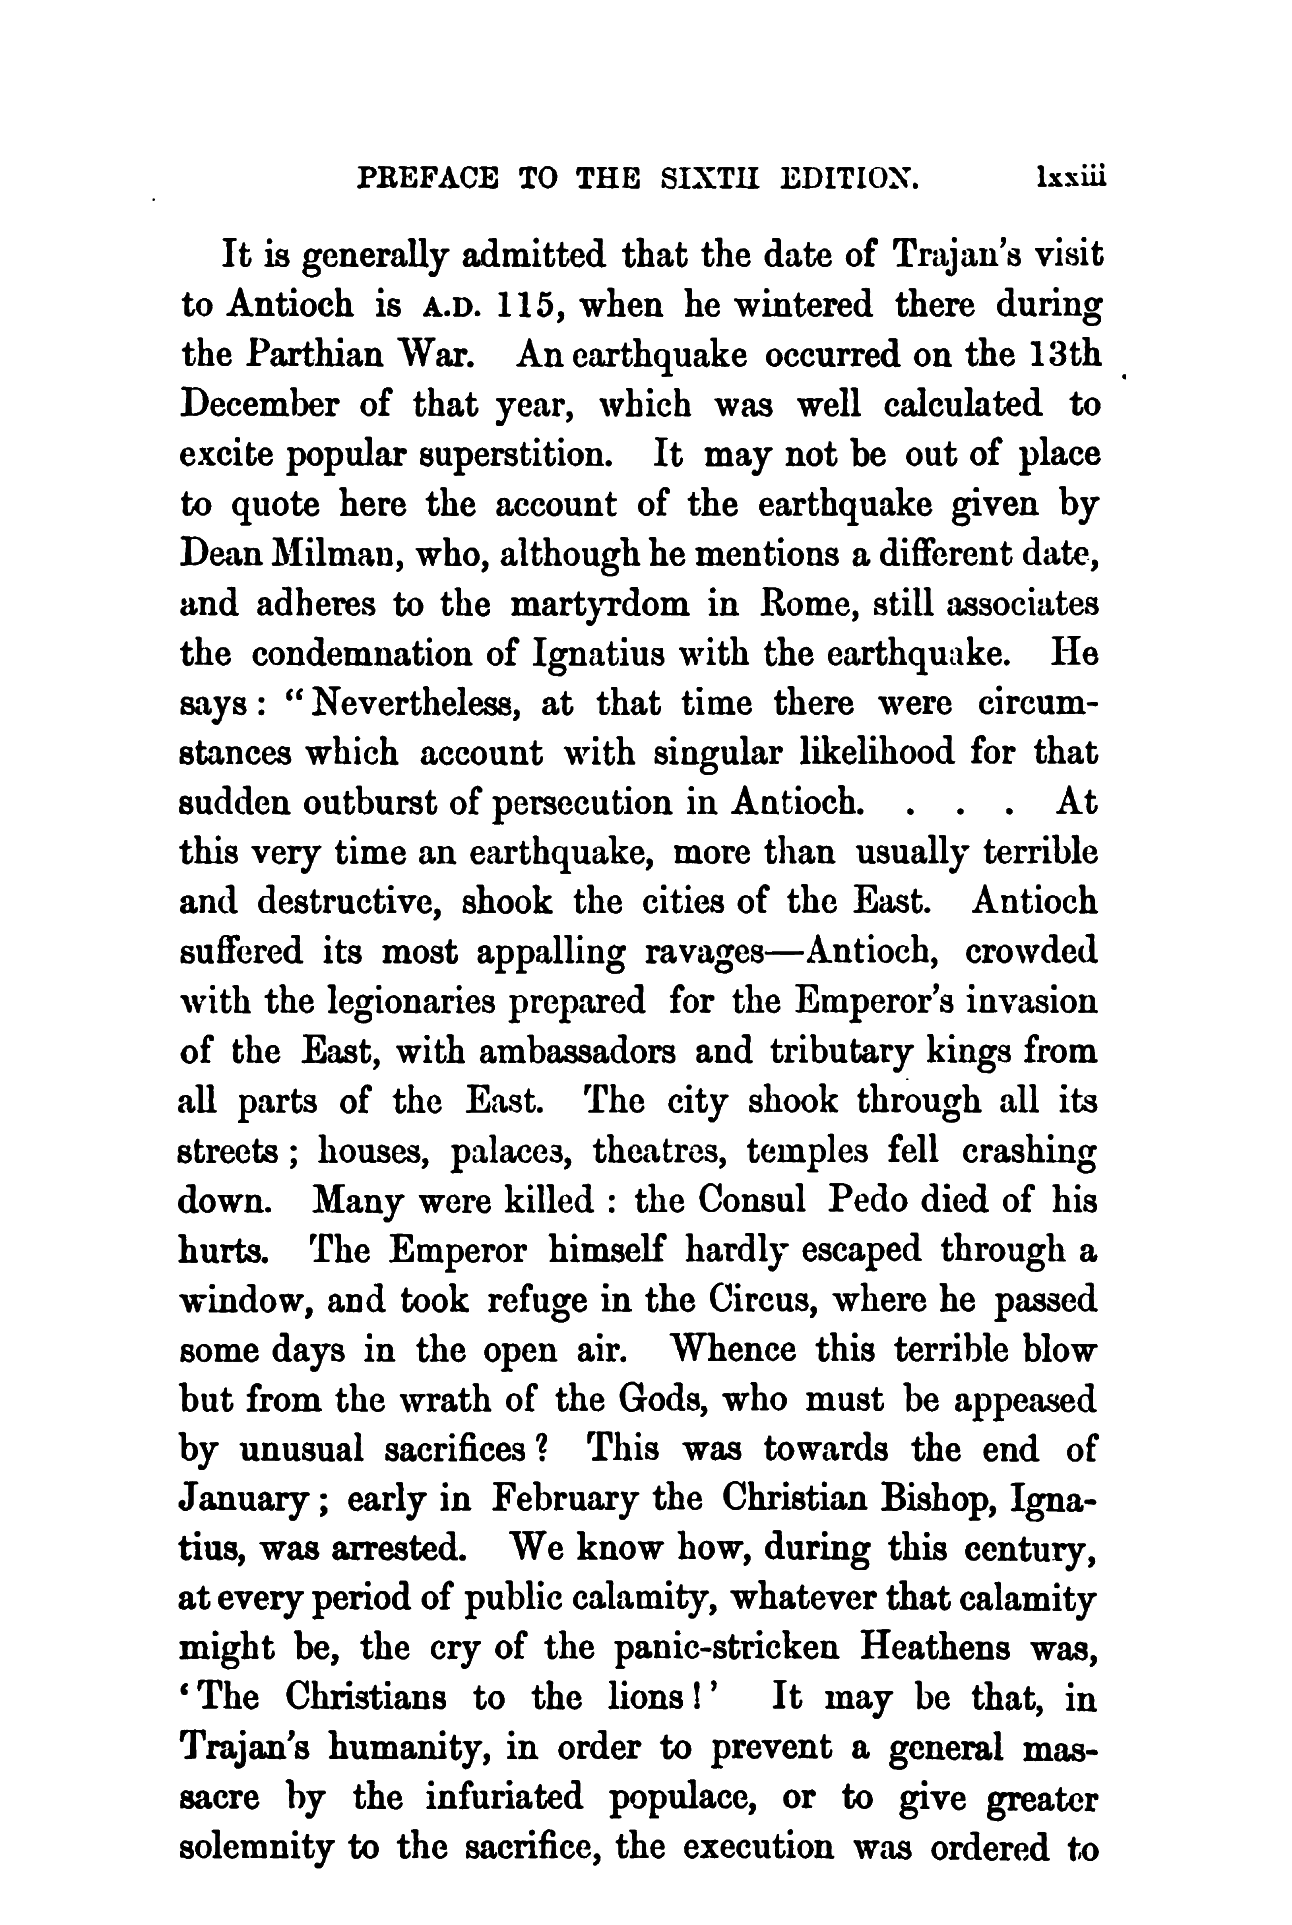 PREFACE TO THE SIXTH EDITION. lxxiii
It is generally admitted that the date of Trajan's visit
to Antioch is A.D. 115, when he wintered there during
the Parthian War. An earthquake occurred on the 13th
December of that year, which was well calculated to
excite popular superstition. It may not be out of place
to quote here the account of the earthquake given by
Dean Milman, who, although he mentions a different date,
and adheres to the martyrdom in Rome, still associates
the condemnation of Ignatius with the earthquake. He
says: “Nevertheless, at that time there were circum-
stances which account with singular likelihood for that
sudden outburst of persecution in Antioch. . . . At
this very time an earthquake, more than usually terrible
and destructive, shook the cities of the East. Antioch
suffered its most appalling ravages—Antioch, crowded
with the legionaries prepared for the Emperor's invasion
of the East, with ambassadors and tributary kings from
all parts of the East. The city shook through all its
streets; houses, palaces, theatres, temples fell crashing
down. Many were killed: the Consul Pedo died of his
hurts. The Emperor himself hardly escaped through a
window, and took refuge in the Circus, where he passed
some days in the open air. Whence this terrible blow
but from the wrath of the Gods, who must be appeased
by unusual sacrifices? This was towards the end of
January; early in February the Christian Bishop, Igna-
tius, was arrested. We know how, during this century,
at every period of public calamity, whatever that calamity
might be, the cry of the panic-stricken Heathens was,
‘The Christians to the lions!’ It may be that, in
Trajan's humanity, in order to prevent a general mas-
sacre by the infuriated populace, or to give greater
solemnity to the sacrifice, the execution was ordered to